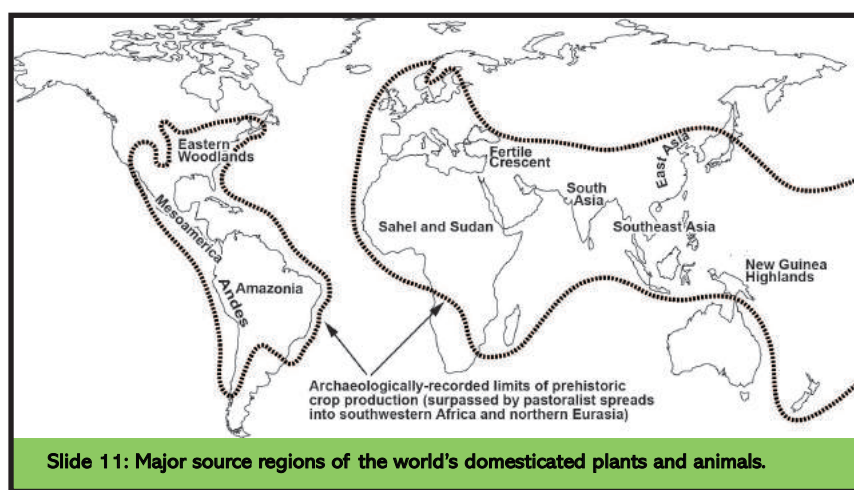 Eastern
Woodlands
Mesoamerica
Andes
Amazonia
Fertile
Crescent
East Asia
South
Asia
Sahel and Sudan
Southeast Asia
New Guinea
Highlands
Archaeologically-recorded limits of prehistoric
crop production (surpassed by pastoralist spreads
into southwestern Africa and northern Eurasia)
Slide 11: Major source regions of the world's domesticated plants and animals.